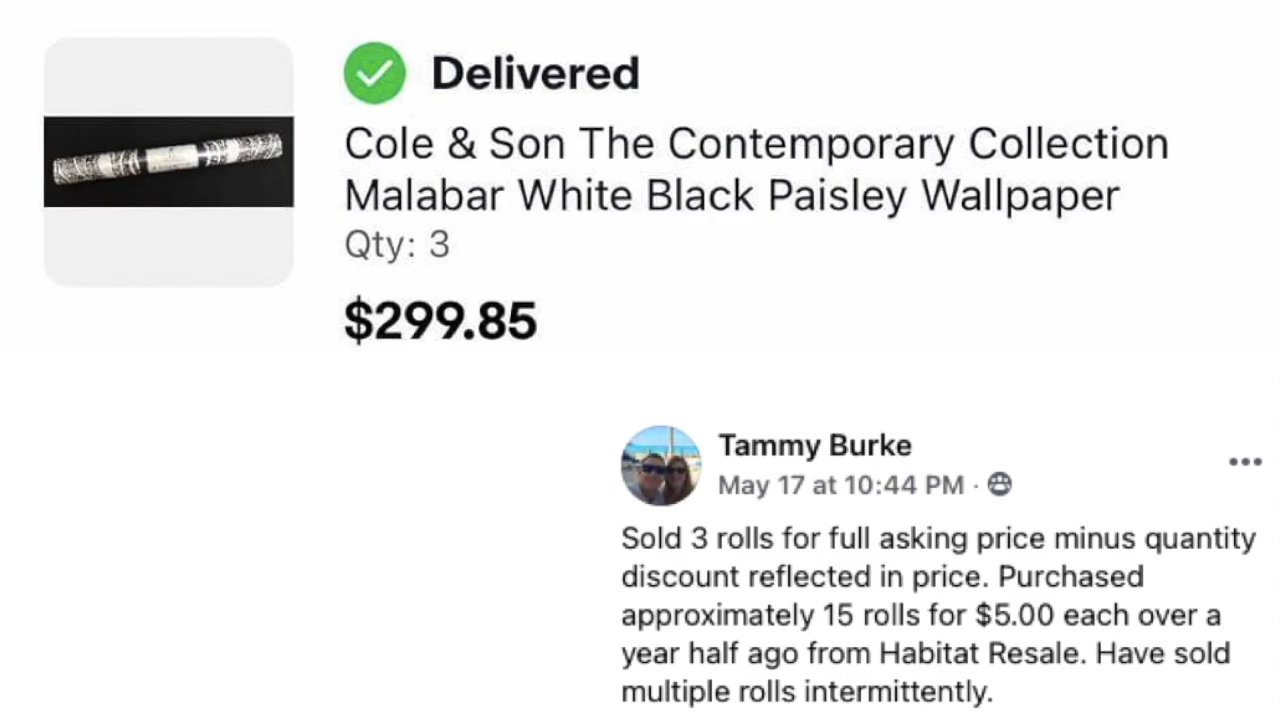 Delivered
Cole & Son The Contemporary Collection
Malabar White Black Paisley Wallpaper
Qty: 3
$299.85
Tammy Burke
May 17 at 10:44 PM ·
Sold 3 rolls for full asking price minus quantity
discount reflected in price. Purchased
approximately 15 rolls for $5.00 each over a
year half ago from Habitat Resale. Have sold
multiple rolls intermittently.